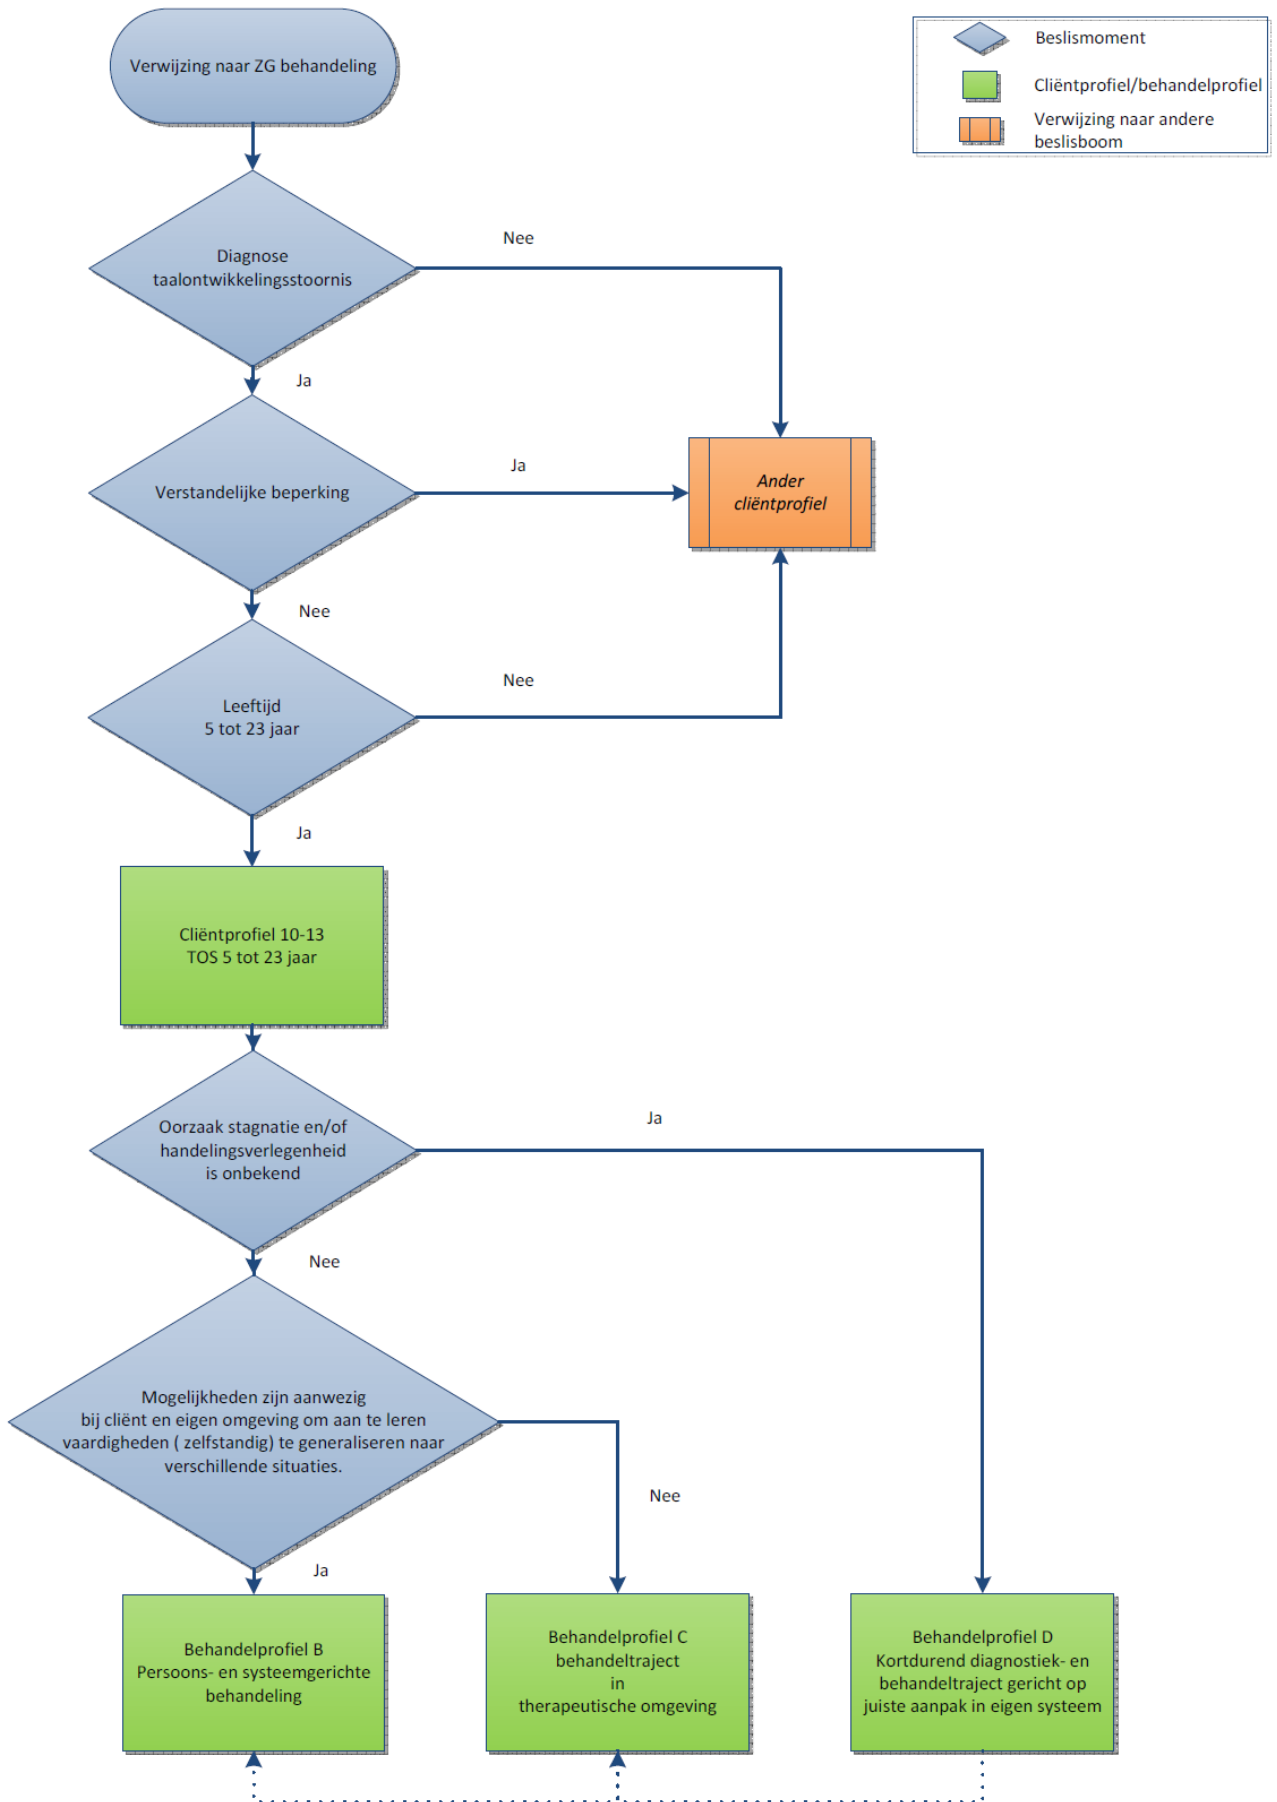 Verwijzing naar ZG behandeling
Beslismoment
Cliëntprofiel/behandelprofiel
Verwijzing naar andere
beslisboom
Diagnose
taalontwikkelingsstoornis
Nee
Ja
Verstandelijke beperking
Ja
Ander
cliëntprofiel
Nee
Leeftijd
5 tot 23 jaar
Nee
Ja
Cliëntprofiel 10-13
TOS 5 tot 23 jaar
Oorzaak stagnatie en/of
handelingsverlegenheid
is onbekend
Ja
Nee
Mogelijkheden zijn aanwezig
bij cliënt en eigen omgeving om aan te leren
vaardigheden ( zelfstandig) te generaliseren naar
verschillende situaties.
Nee
Ja
Behandelprofiel B
Persoons- en systeemgerichte
behandeling
Behandelprofiel C
behandeltraject
in
therapeutische omgeving
Behandelprofiel D
Kortdurend diagnostiek- en
behandeltraject gericht op
juiste aanpak in eigen systeem